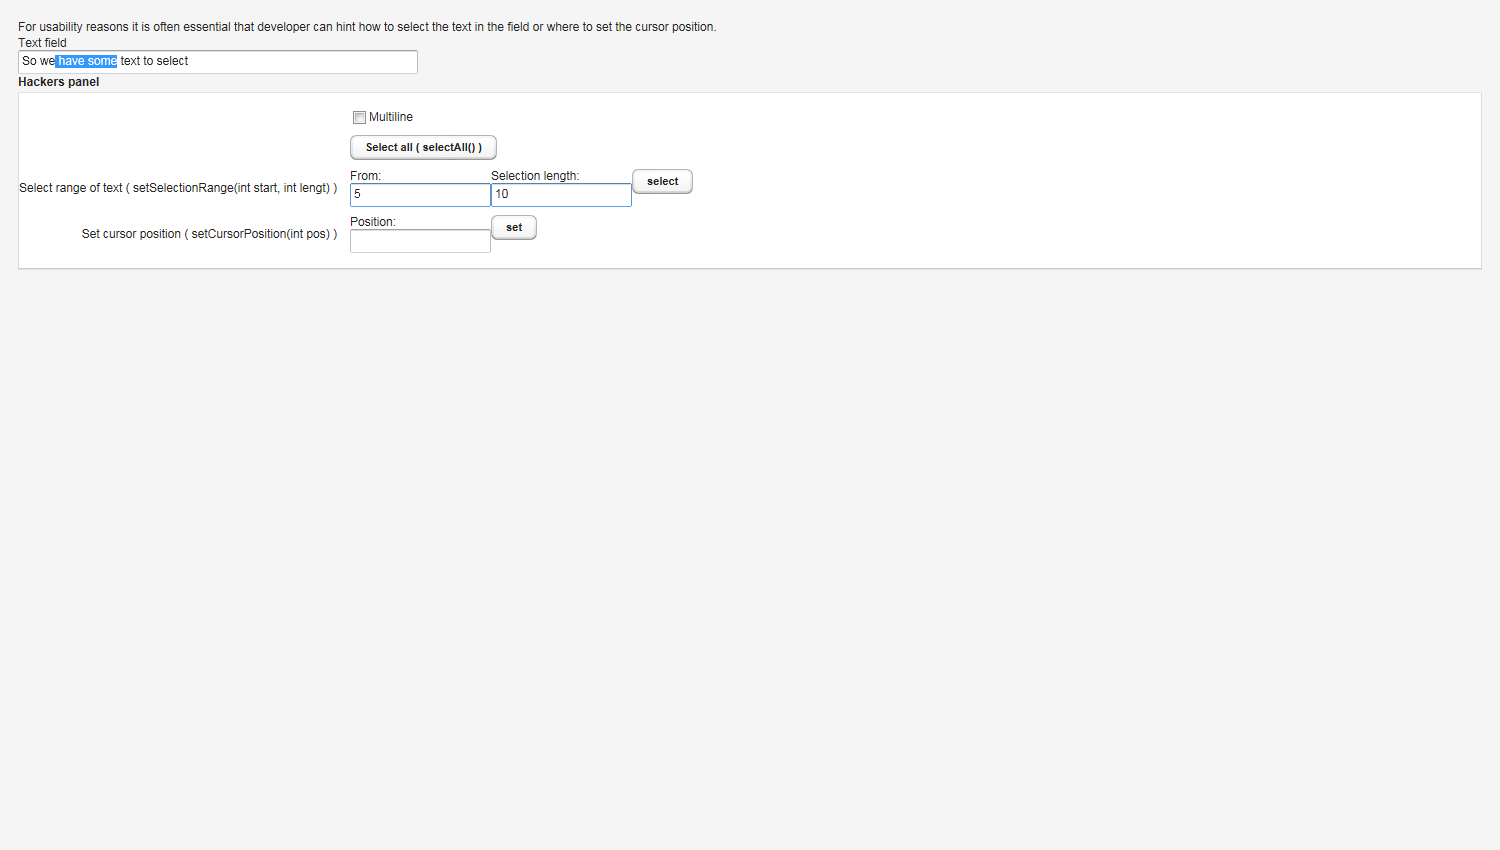 For usability reasons it is often essential that developer can hint how to select the text in the field or where to set the cursor position.
Text field
So we have some text to select
Hackers panel
Multiline
Select all ( selectAll() )
Select range of text ( setSelectionRange(int start, int lengt) )
From:
Selection length:
5
10
select
Set cursor position ( setCursorPosition(int pos) )
Position:
set